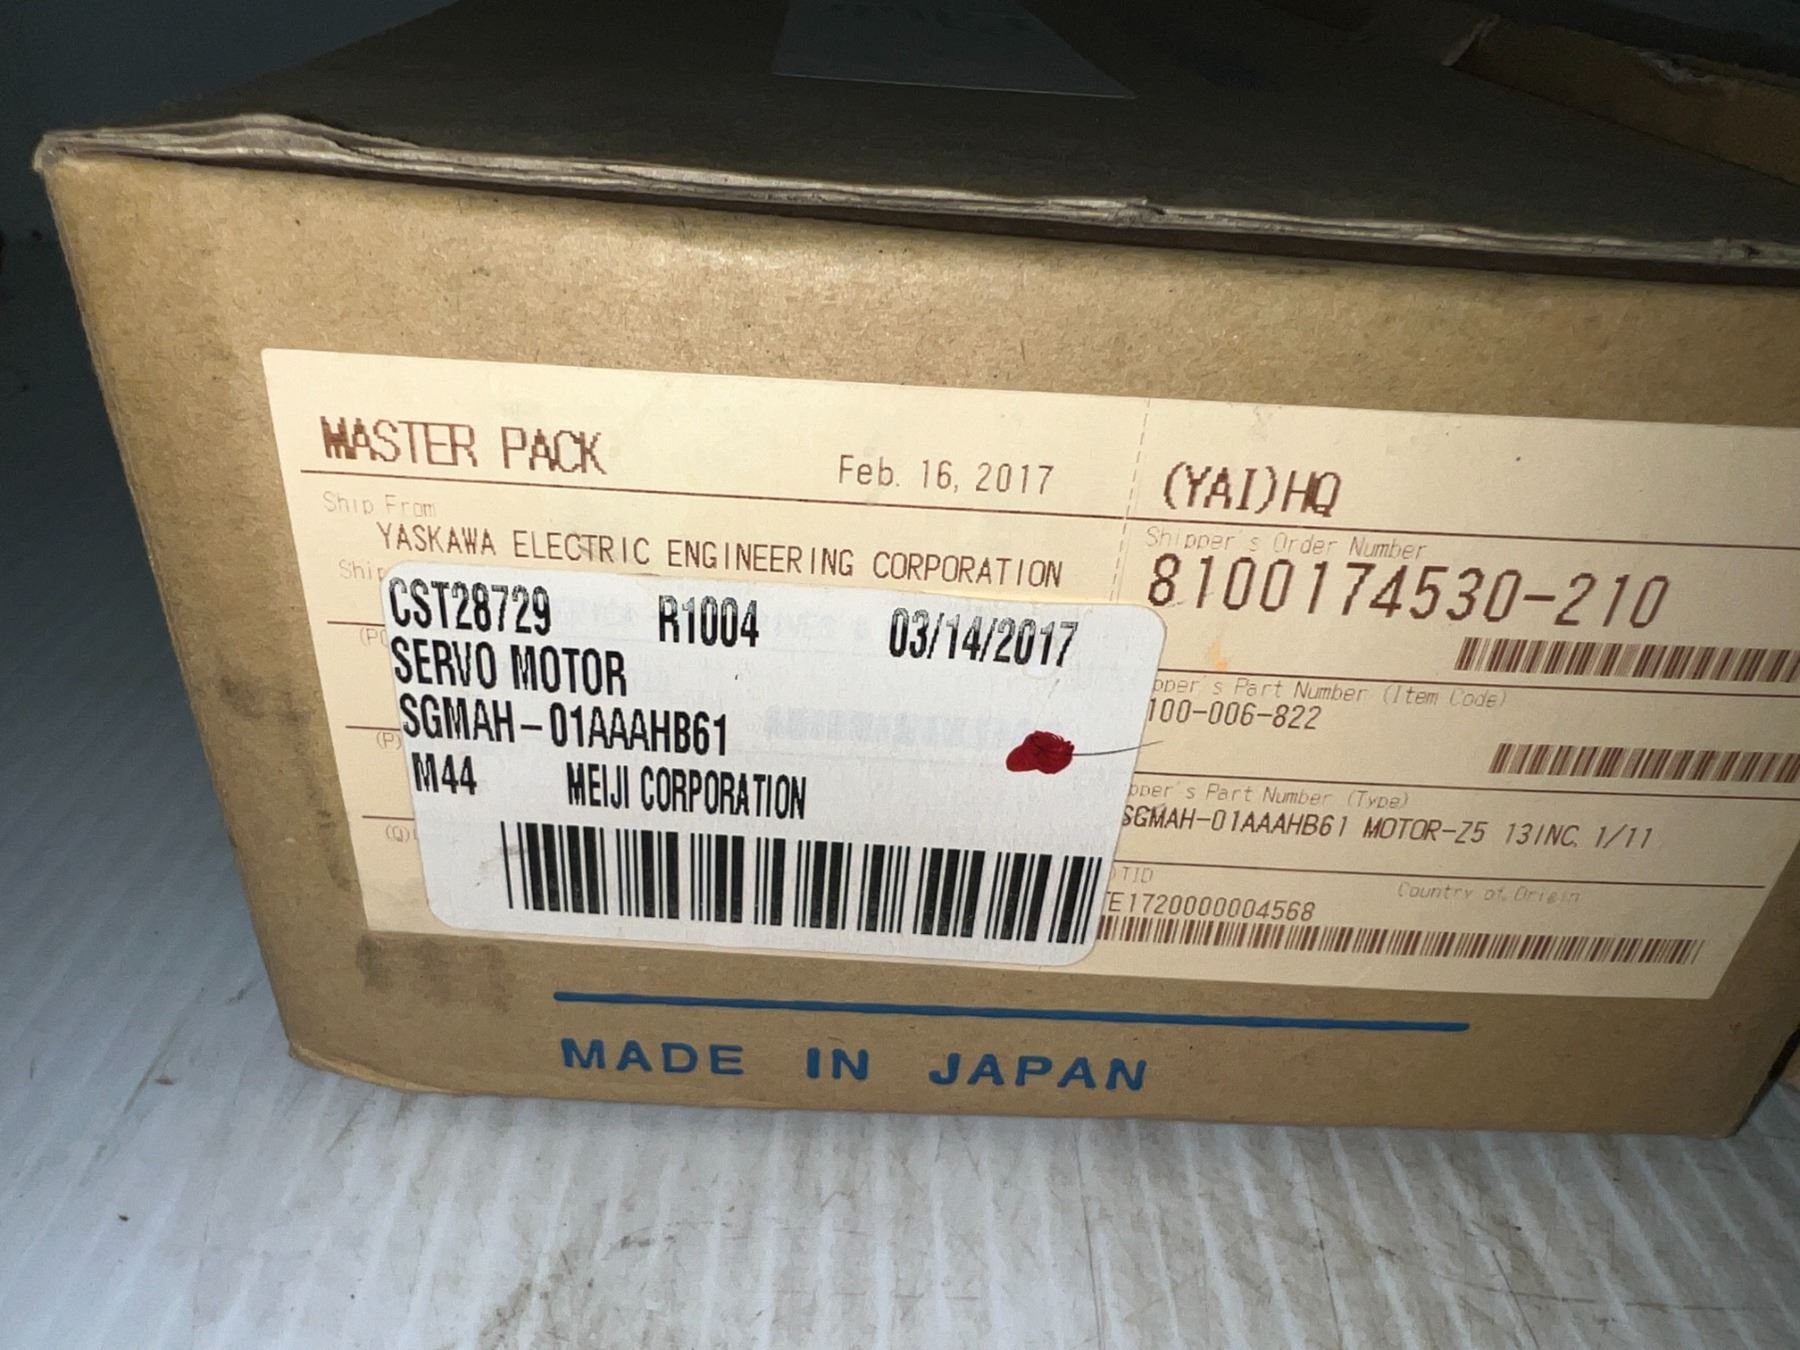 MASTER PACK Feb. 16, 2017 (YAI)HQ
Ship From
YASKAWA ELECTRIC ENGINEERING CORPORATION
Shipper's Order Number
8100174530-210
CST28729 R1004 03/14/2017
SERVO MOTOR
SGMAH-01AAAHB61
M44 MEIJI CORPORATION
Part Number (Item Code)
100-006-822
Part Number (Type)
SGMAH-01AAAHB61 MOTOR-Z5 13INC. 1/11
TID Country of Origin
E1720000004568
(P)
(Q)
MADE IN JAPAN